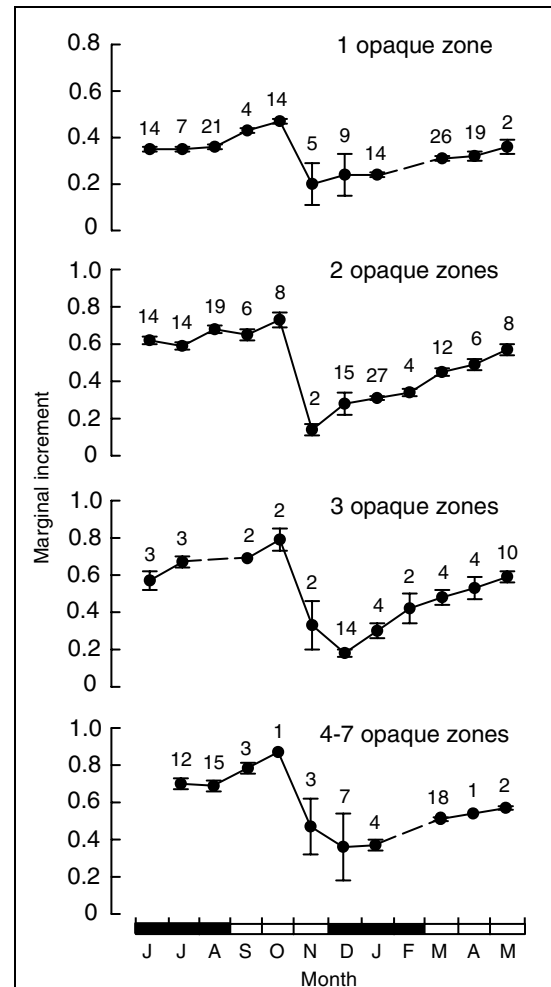 1 opaque zone
0.8
0.6
0.4
0.2
0
14 7 21 4 14 5 9 14 26 19 2
2 opaque zones
1.0
0.8
0.6
0.4
0.2
0
14 14 19 6 8 2 15 27 4 12 6 8
Marginal increment
3 opaque zones
1.0
0.8
0.6
0.4
0.2
0
3 3 2 2 2 14 4 2 4 4 10
4-7 opaque zones
1.0
0.8
0.6
0.4
0.2
0
12 15 3 1 3 7 4 18 1 2
J J A S O N D J F M A M
Month